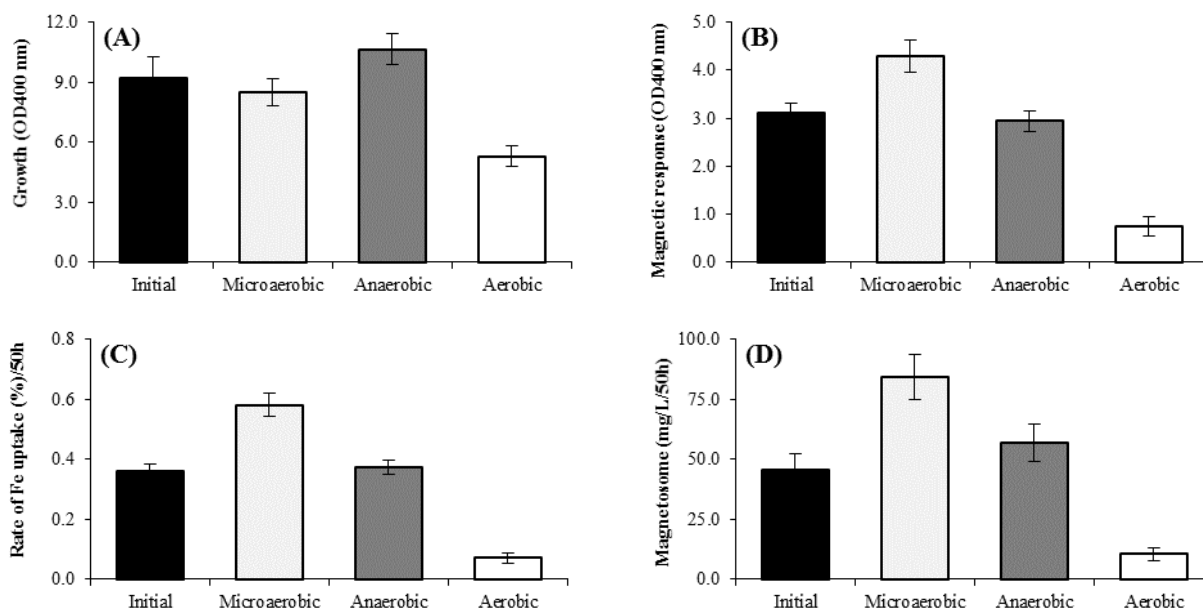 (A)
Growth (OD400 nm)
12.0
9.0
6.0
3.0
0.0
Initial Microaerobic Anaerobic Aerobic
(B)
Magnetic response (OD400 nm)
5.0
4.0
3.0
2.0
1.0
0.0
Initial Microaerobic Anaerobic Aerobic
(C)
Rate of Fe uptake (%)/50h
0.8
0.6
0.4
0.2
0.0
Initial Microaerobic Anaerobic Aerobic
(D)
Magnetosome (mg/L/50h)
100.0
75.0
50.0
25.0
0.0
Initial Microaerobic Anaerobic Aerobic